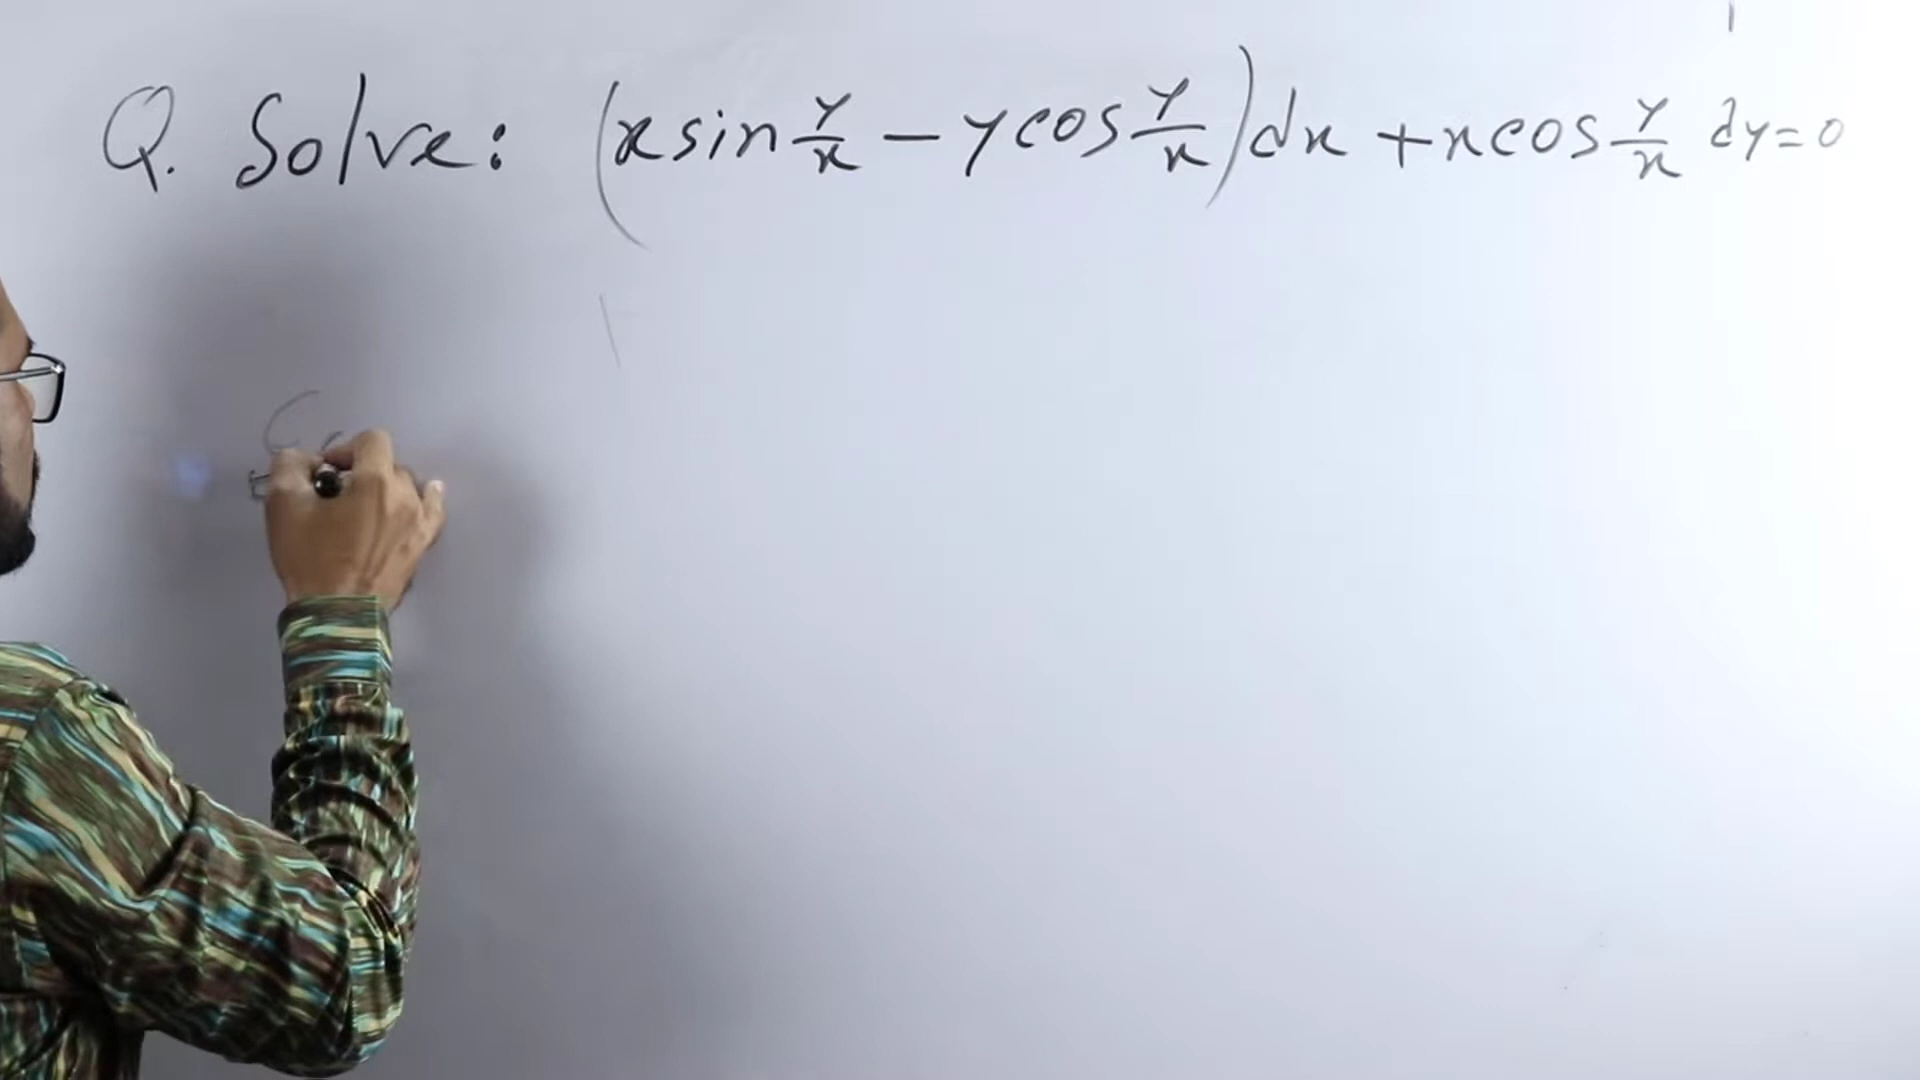 Q. Solve: (x sin y/x − y cos y/x) dx + x cos y/x dy = 0